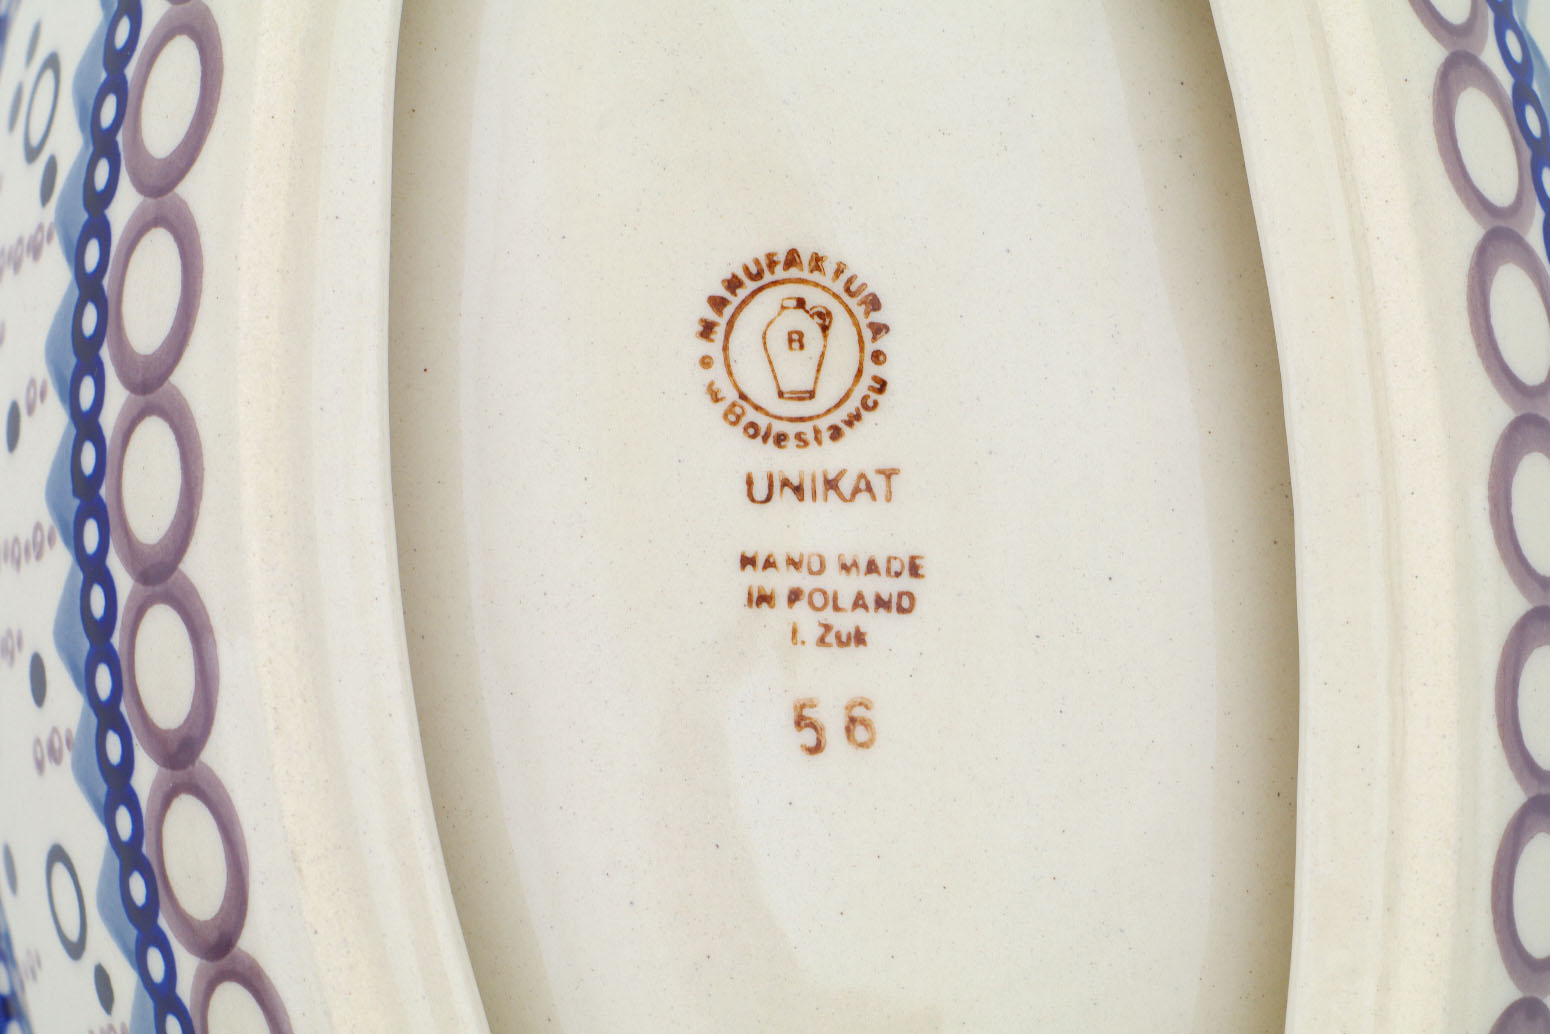 MANUFAKTURA
w Bolesławcu
B
UNIKAT
HAND MADE
IN POLAND
I. Zuk
56